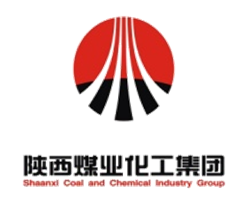 陕西煤业化工集团
Shaanxi Coal and Chemical Industry Group